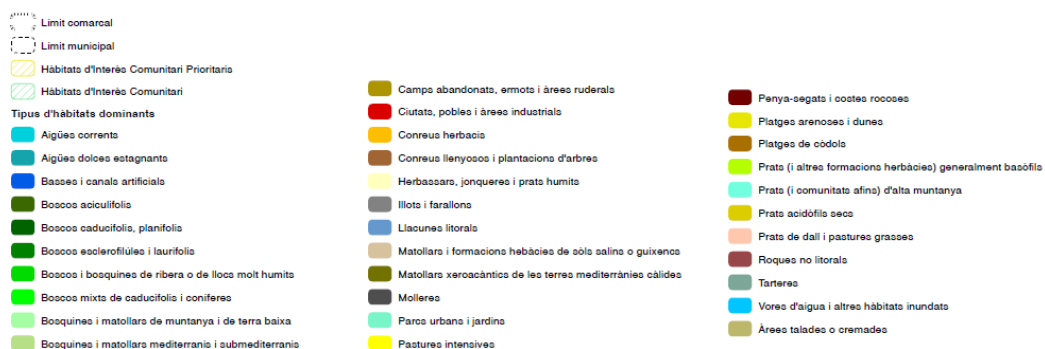 Límit comarcal
Límit municipal
Hàbitats d'Interès Comunitari Prioritaris
Hàbitats d'Interès Comunitari
Tipus d'hàbitats dominants
Aigües corrents
Aigües dolces estagnants
Basses i canals artificials
Boscos aciculifolis
Boscos caducifolis, planifolis
Boscos esclerofil·lúles i laurifolis
Boscos i bosquines de ribera o de llocs molt humits
Boscos mixts de caducifolis i coníferes
Bosquines i matollars de muntanya i de terra baixa
Bosquines i matollars mediterranis i submediterranis
Camps abandonats, ermots i àrees ruderals
Ciutats, pobles i àrees industrials
Conreus herbacis
Conreus llenyosos i plantacions d'arbres
Herbassars, jonqueres i prats humits
Illots i farallons
Llacunes litorals
Matollars i formacions hebàcies de sòls salins o guixencs
Matollars xeroacàntics de les terres mediterrànies càlides
Molleres
Parcs urbans i jardins
Pastures intensives
Penya-segats i costes rocoses
Platges arenoses i dunes
Platges de còdols
Prats (i altres formacions herbàcies) generalment basòfils
Prats (i comunitats afins) d'alta muntanya
Prats acidòfils secs
Prats de dall i pastures grasses
Roques no litorals
Tarteres
Vores d'aigua i altres hàbitats inundats
Àrees talades o cremades